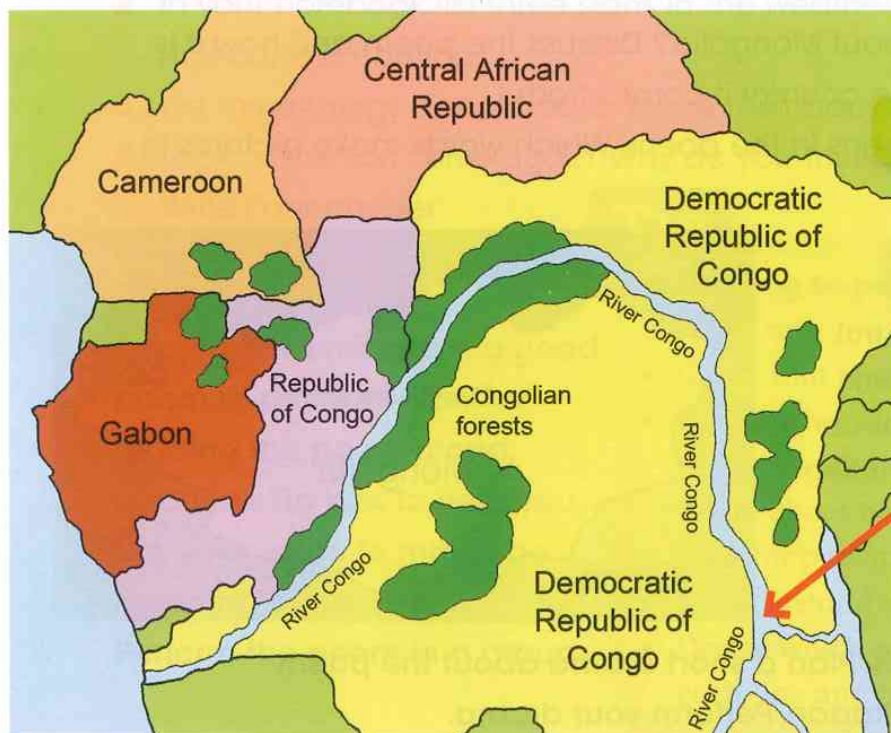 Central African
Republic
Cameroon
Democratic
Republic of
Congo
River Congo
Republic
of Congo
Congolian
forests
Gabon
River Congo
River Congo
Democratic
Republic of
Congo
River Congo